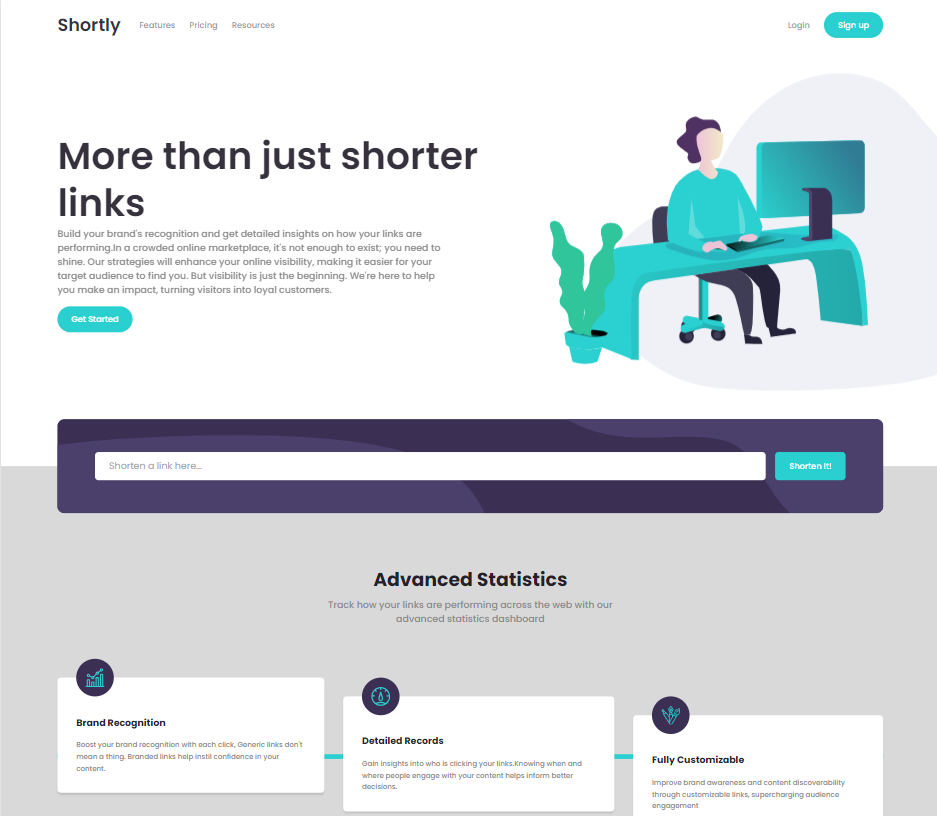 Shortly Features Pricing Resources Login Sign up
More than just shorter
links
Build your brand's recognition and get detailed insights on how your links are
performing.In a crowded online marketplace, it's not enough to exist; you need to
shine. Our strategies will enhance your online visibility, making it easier for your
target audience to find you. But visibility is just the beginning. We're here to help
you make an impact, turning visitors into loyal customers.
Get Started
Shorten a link here... Shorten It!
Advanced Statistics
Track how your links are performing across the web with our
advanced statistics dashboard
Brand Recognition
Boost your brand recognition with each click, Generic links don't
mean a thing. Branded links help instil confidence in your
content.
Detailed Records
Gain insights into who is clicking your links.Knowing when and
where people engage with your content helps inform better
decisions.
Fully Customizable
Improve brand awareness and content discoverability
through customizable links, supercharging audience
engagement